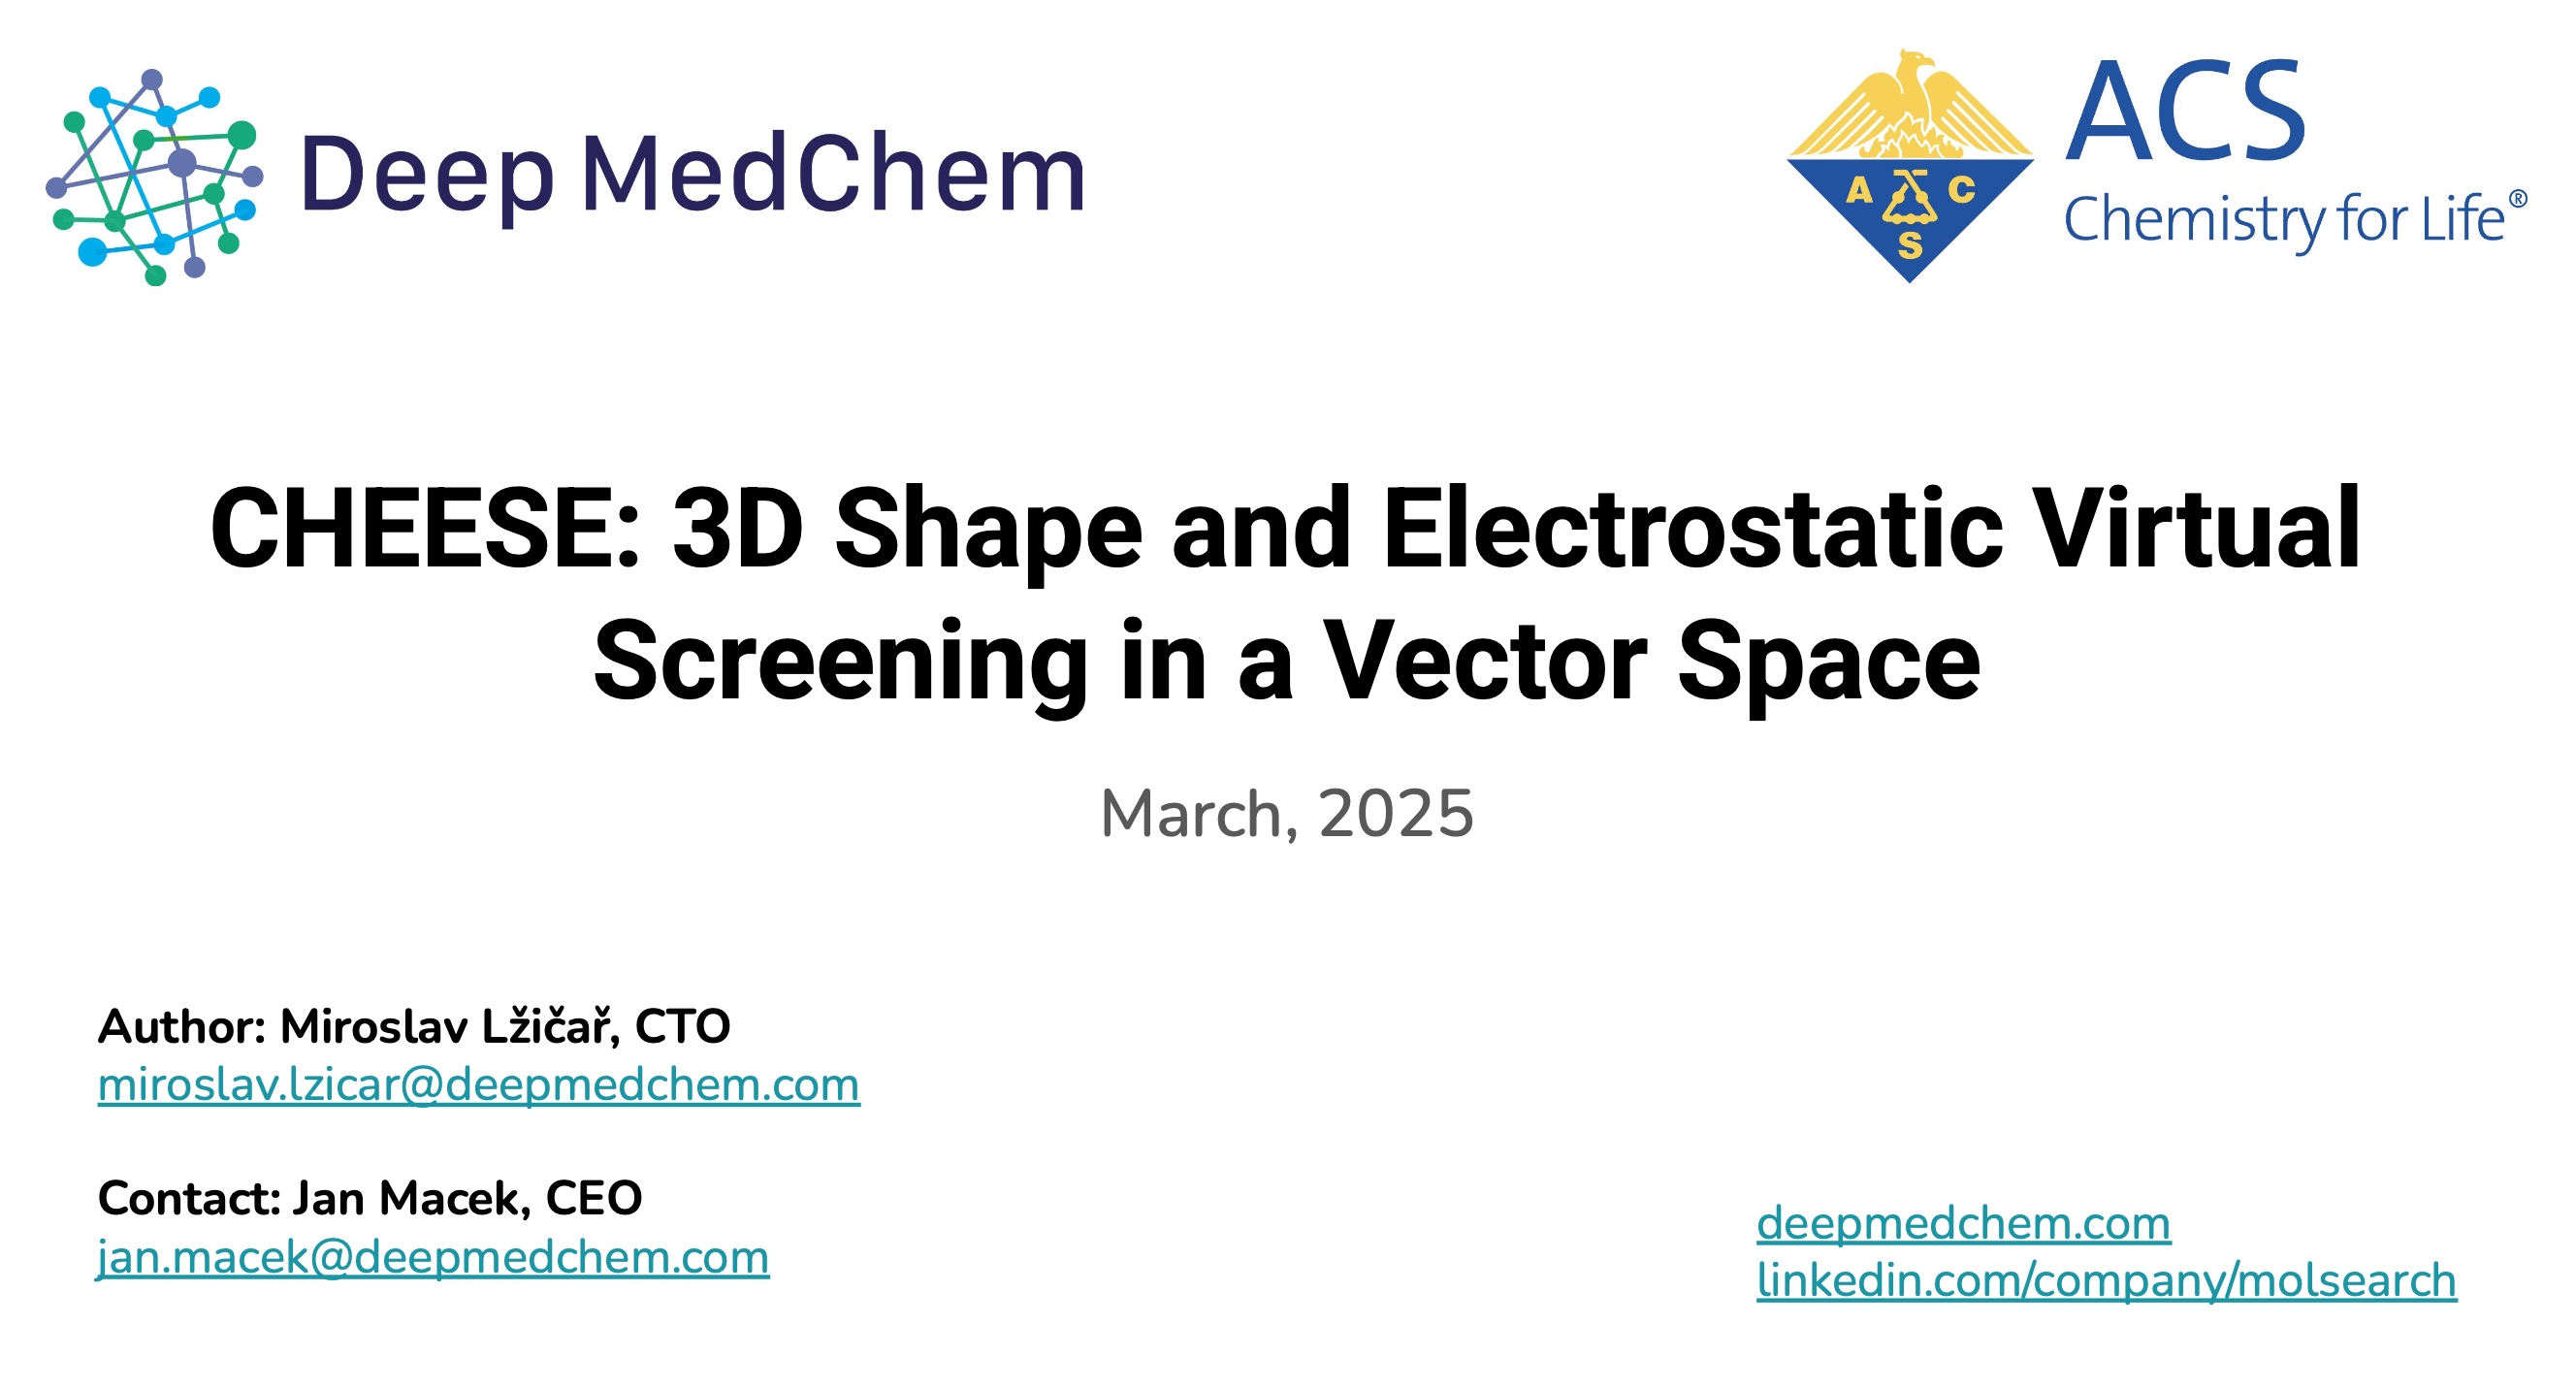 Deep MedChem
ACS
Chemistry for Life®
A C
S
CHEESE: 3D Shape and Electrostatic Virtual
Screening in a Vector Space
March, 2025
Author: Miroslav Lžičař, CTO
miroslav.lzicar@deepmedchem.com
Contact: Jan Macek, CEO
jan.macek@deepmedchem.com
deepmedchem.com
linkedin.com/company/molsearch